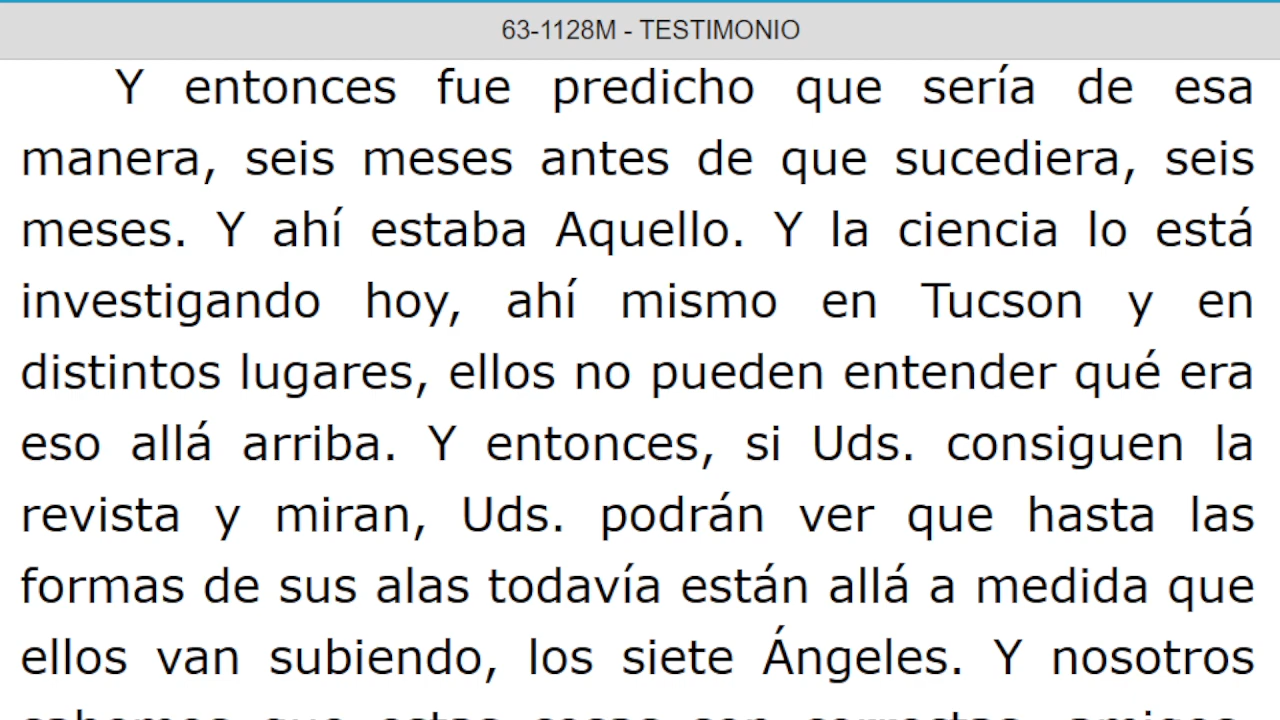 63-1128M - TESTIMONIO
Y entonces fue predicho que sería de esa
manera, seis meses antes de que sucediera, seis
meses. Y ahí estaba Aquello. Y la ciencia lo está
investigando hoy, ahí mismo en Tucson y en
distintos lugares, ellos no pueden entender qué era
eso allá arriba. Y entonces, si Uds. consiguen la
revista y miran, Uds. podrán ver que hasta las
formas de sus alas todavía están allá a medida que
ellos van subiendo, los siete Ángeles. Y nosotros